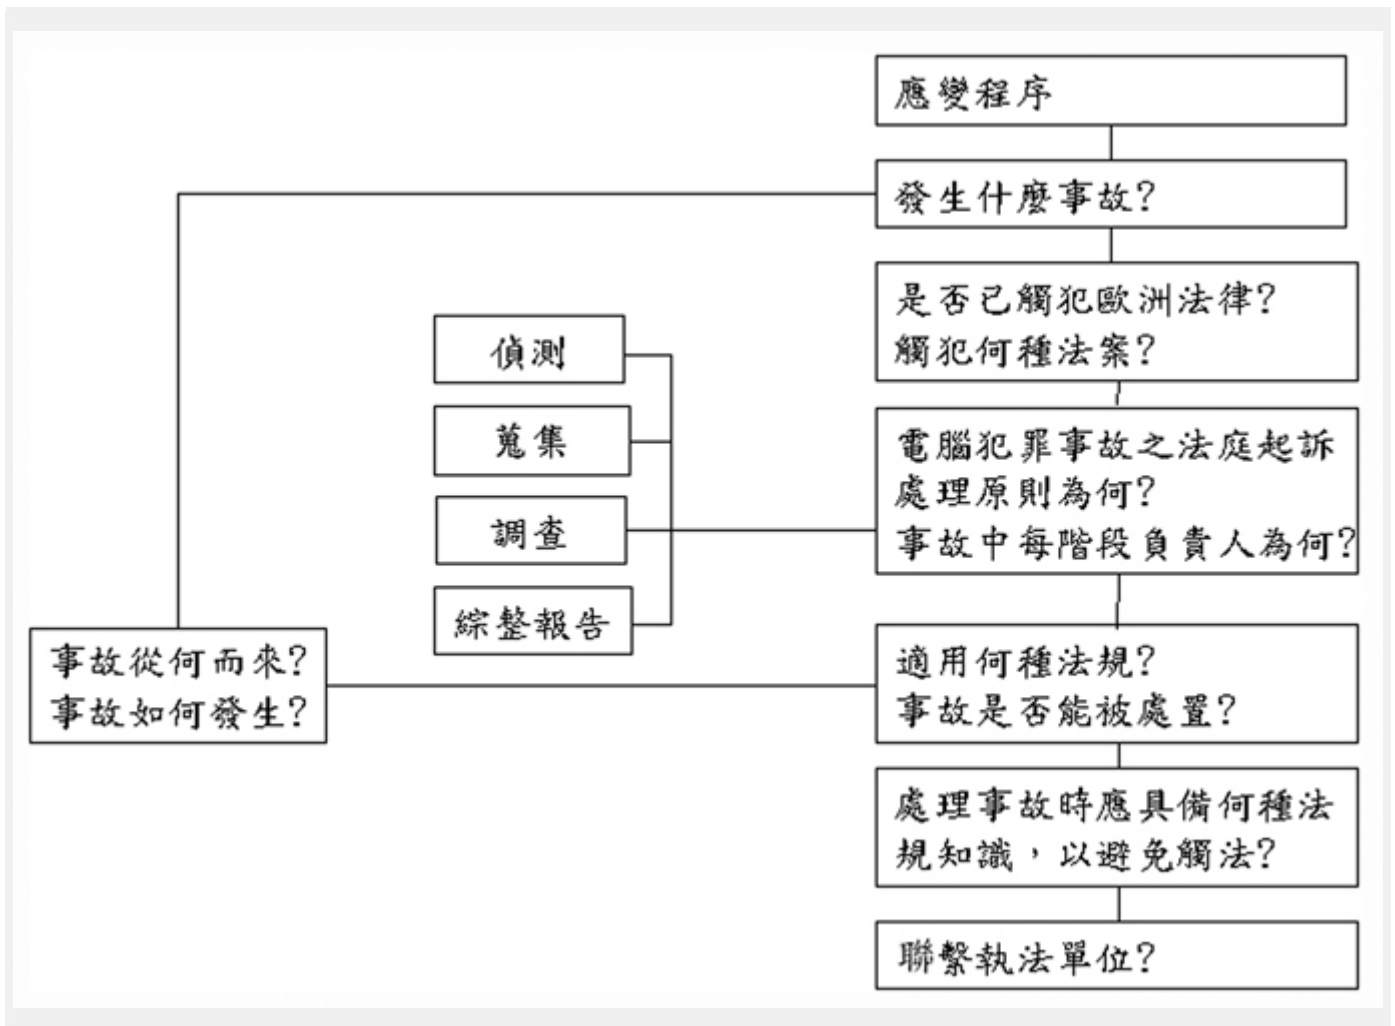 應變程序
發生什麼事故?
是否已觸犯歐洲法律?
觸犯何種法案?
偵測
蒐集
調查
綜整報告
電腦犯罪事故之法庭起訴
處理原則為何?
事故中每階段負責人為何?
事故從何而來?
事故如何發生?
適用何種法規?
事故是否能被處置?
處理事故時應具備何種法
規知識，以避免觸法?
聯繫執法單位?